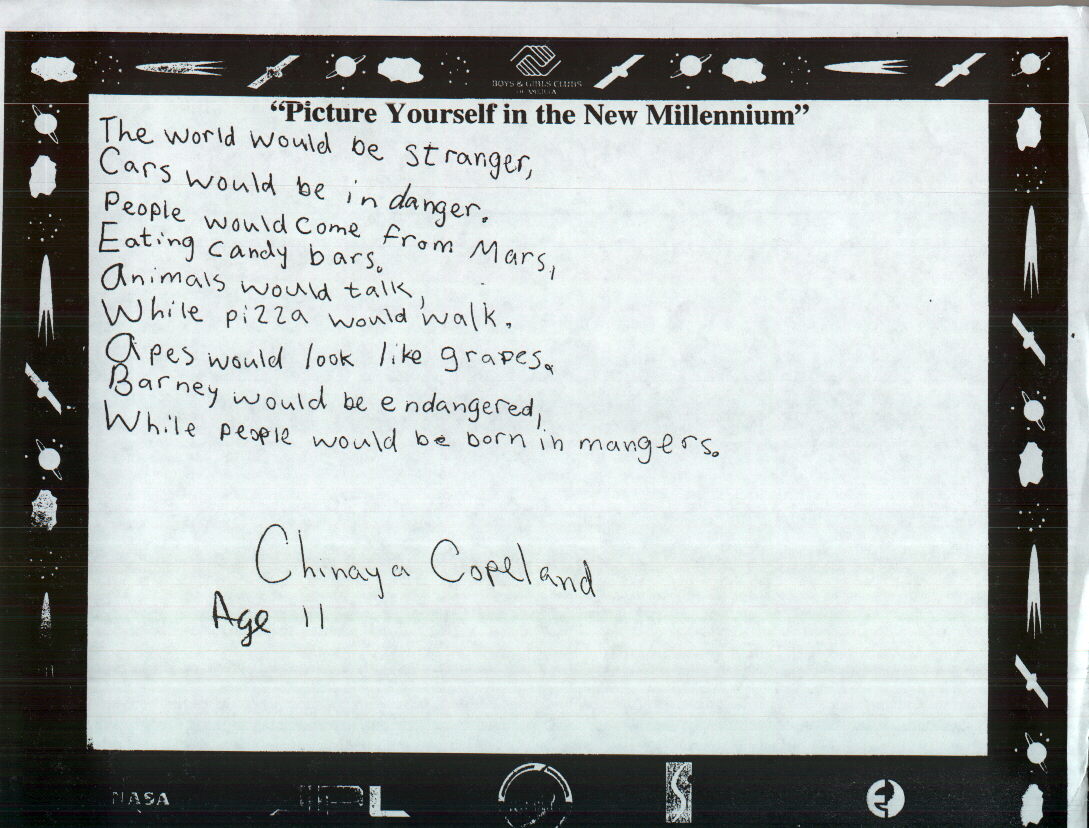 BOYS & GIRLS CLUBS
OF AMERICA
“Picture Yourself in the New Millennium”
The world would be stranger,
Cars would be in danger.
People would come from Mars,
Eating candy bars.
Animals would talk,
While pizza would walk.
Apes would look like grapes.
Barney would be endangered,
While people would be born in mangers.
Chinaya Copeland
Age 11
NASA
JPL